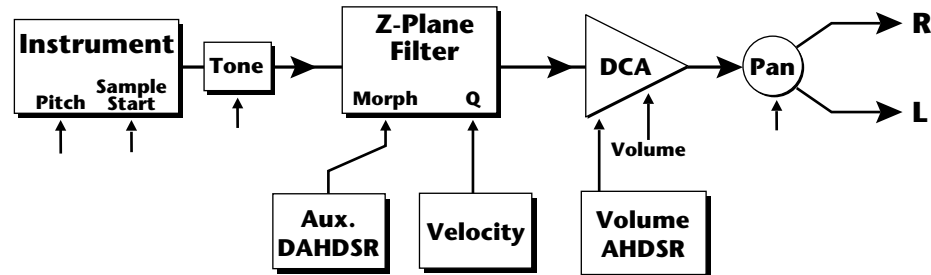 Instrument
Pitch
Sample
Start
Tone
Z-Plane
Filter
Morph Q
DCA
Volume
Pan
R
L
Aux.
DAHDSR
Velocity
Volume
AHDSR